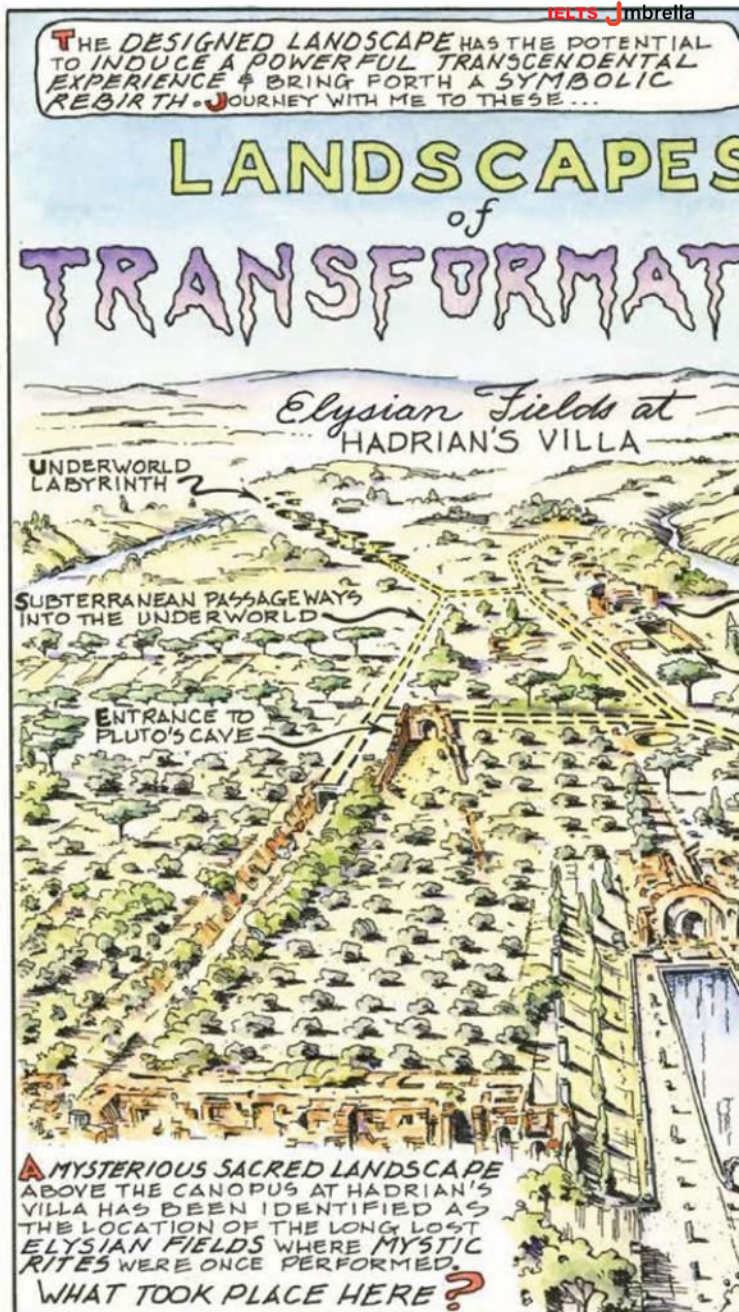 IELTS Umbrella
THE DESIGNED LANDSCAPE HAS THE POTENTIAL
TO INDUCE A POWERFUL TRANSCENDENTAL
EXPERIENCE & BRING FORTH A SYMBOLIC
REBIRTH. JOURNEY WITH ME TO THESE...
LANDSCAPES
of
TRANSFORMAT
Elysian Fields at
HADRIAN'S VILLA
UNDERWORLD
LABYRINTH
SUBTERRANEAN PASSAGEWAYS
INTO THE UNDERWORLD
ENTRANCE TO
PLUTO'S CAVE
A MYSTERIOUS SACRED LANDSCAPE
ABOVE THE CANOPUS AT HADRIAN'S
VILLA HAS BEEN IDENTIFIED AS
THE LOCATION OF THE LONG LOST
ELYSIAN FIELDS WHERE MYSTIC
RITES WERE ONCE PERFORMED.
WHAT TOOK PLACE HERE?